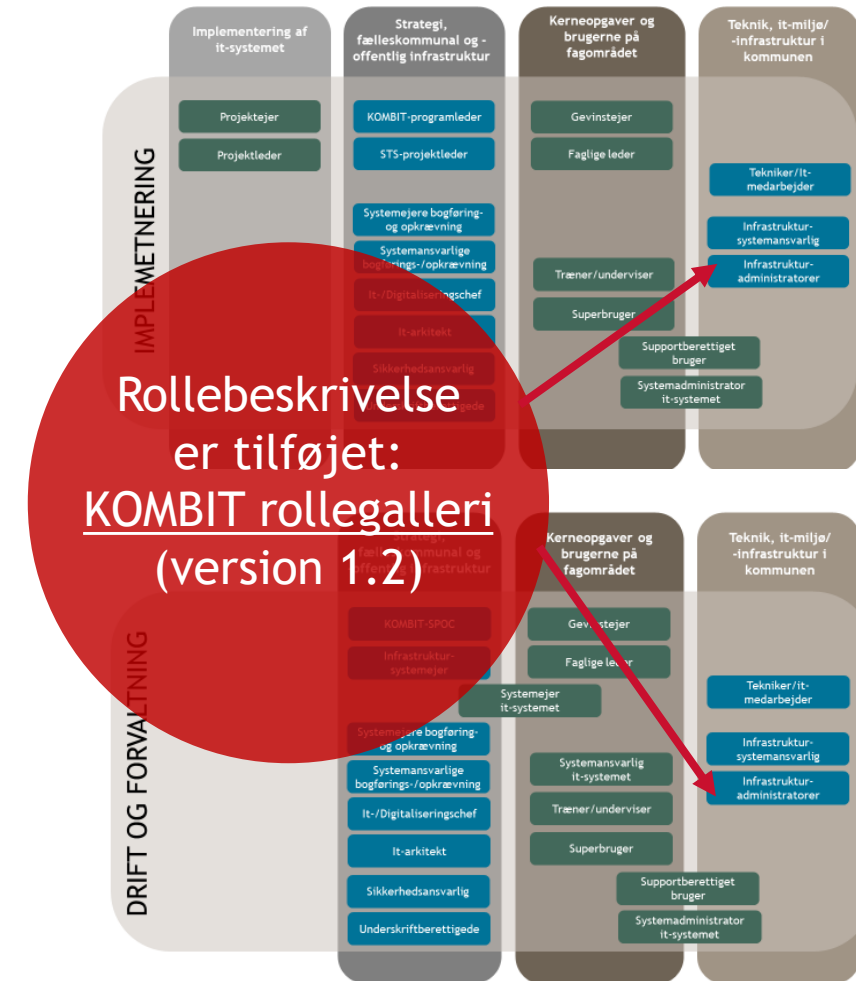 Implementering af
it-systemet
Strategi,
fælleskommunal og -
offentlig infrastruktur
Kerneopgaver og
brugerne på
fagområdet
Teknik, it-miljø/
-infrastruktur i
kommunen
IMPLEMETNERING
Projektejer
Projektleder
KOMBIT-programleder
STS-projektleder
Systemejere bogføring-
og opkrævning
Systemansvarlige
bogførings-/opkrævning
It-/Digitaliseringschef
It-arkitekt
Sikkerhedsansvarlig
Gevinstejer
Faglige leder
Træner/underviser
Superbruger
Supportberettiget
bruger
Systemadministrator
it-systemet
Tekniker/It-
medarbejder
Infrastruktur-
systemansvarlig
Infrastruktur-
administratorer
Rollebeskrivelse
er tilføjet:
KOMBIT rollegalleri
(version 1.2)
Strategi,
fælleskommunal og
offentlig infrastruktur
Kerneopgaver og
brugerne på
fagområdet
Teknik, it-miljø/
-infrastruktur i
kommunen
DRIFT OG FORVALTNING
KOMBIT-SPOC
Infrastruktur-
systemejer
Systemejer
it-systemet
Systemejere bogføring-
og opkrævning
Systemansvarlige
bogførings-/opkrævning
It-/Digitaliseringschef
It-arkitekt
Sikkerhedsansvarlig
Underskriftberettigede
Gevinstejer
Faglige leder
Systemansvarlig
it-systemet
Træner/underviser
Superbruger
Supportberettiget
bruger
Systemadministrator
it-systemet
Tekniker/it-
medarbejder
Infrastruktur-
systemansvarlig
Infrastruktur-
administratorer